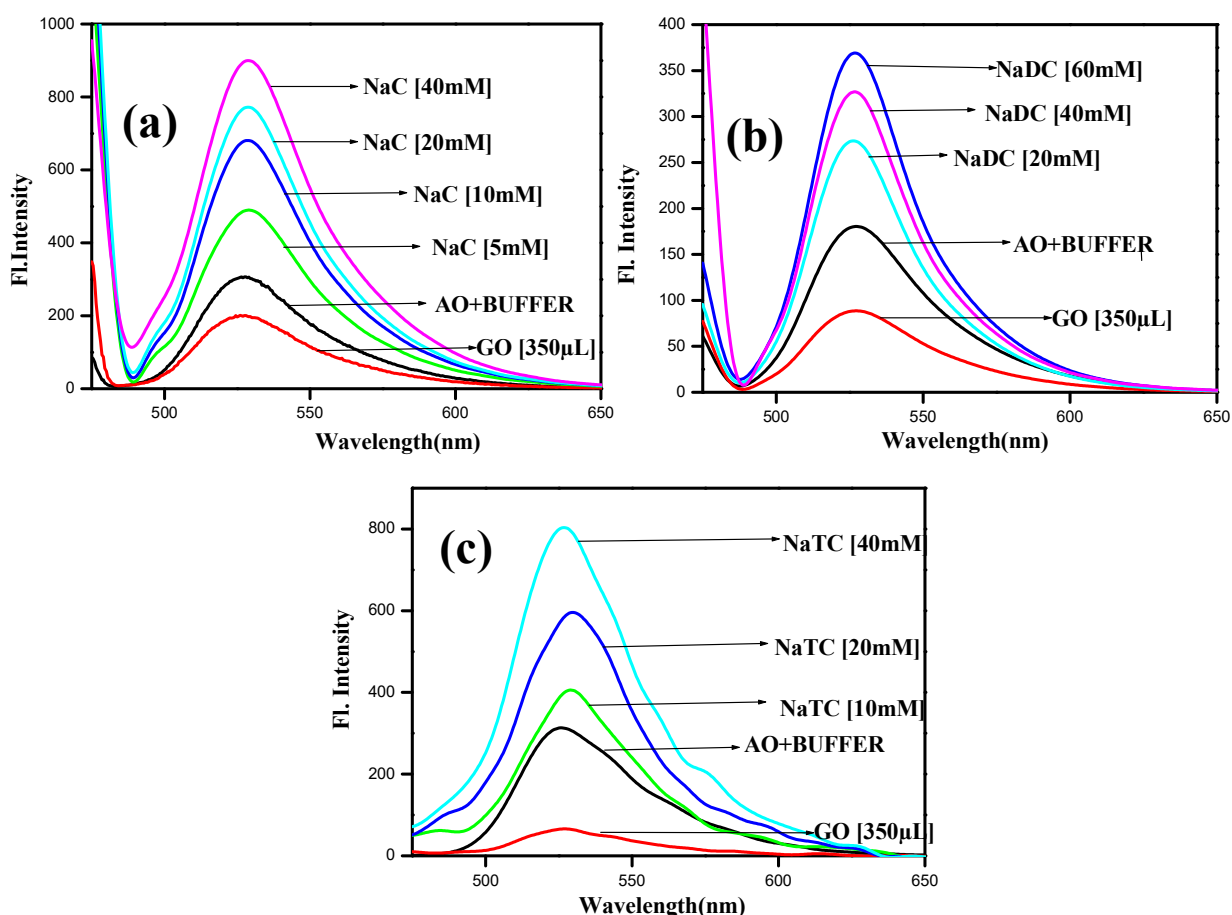 1000
800
600
400
200
0
Fl.Intensity
(a)
NaC [40mM]
NaC [20mM]
NaC [10mM]
NaC [5mM]
AO+BUFFER
GO [350µL]
500 550 600 650
Wavelength(nm)
400
350
300
250
200
150
100
50
0
Fl. Intensity
(b)
NaDC [60mM]
NaDC [40mM]
NaDC [20mM]
AO+BUFFER
GO [350µL]
500 550 600 650
Wavelength(nm)
800
600
400
200
0
Fl. Intensity
(c)
NaTC [40mM]
NaTC [20mM]
NaTC [10mM]
AO+BUFFER
GO [350µL]
500 550 600 650
Wavelength(nm)